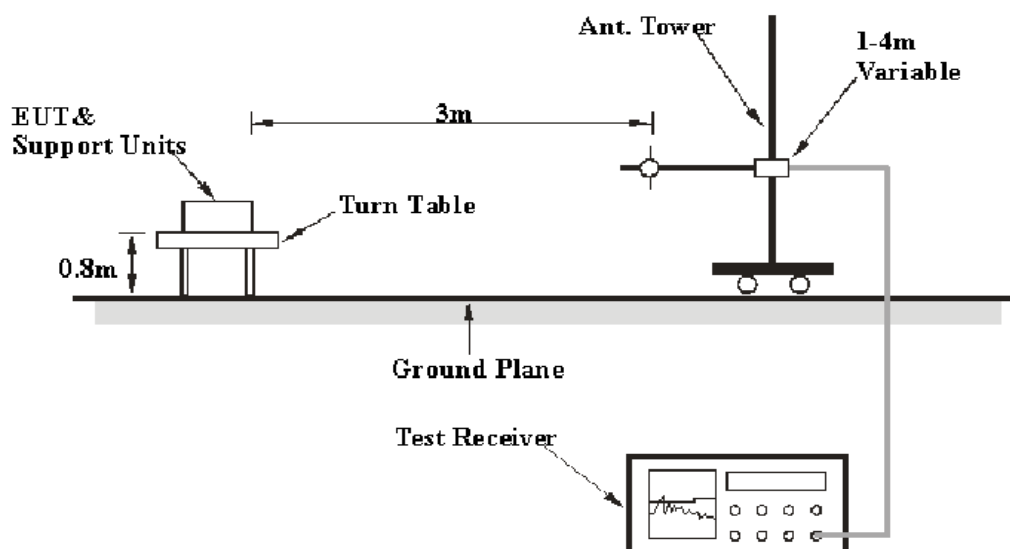 Ant. Tower
1-4m
Variable
EUT&
Support Units
3m
Turn Table
0.8m
Ground Plane
Test Receiver